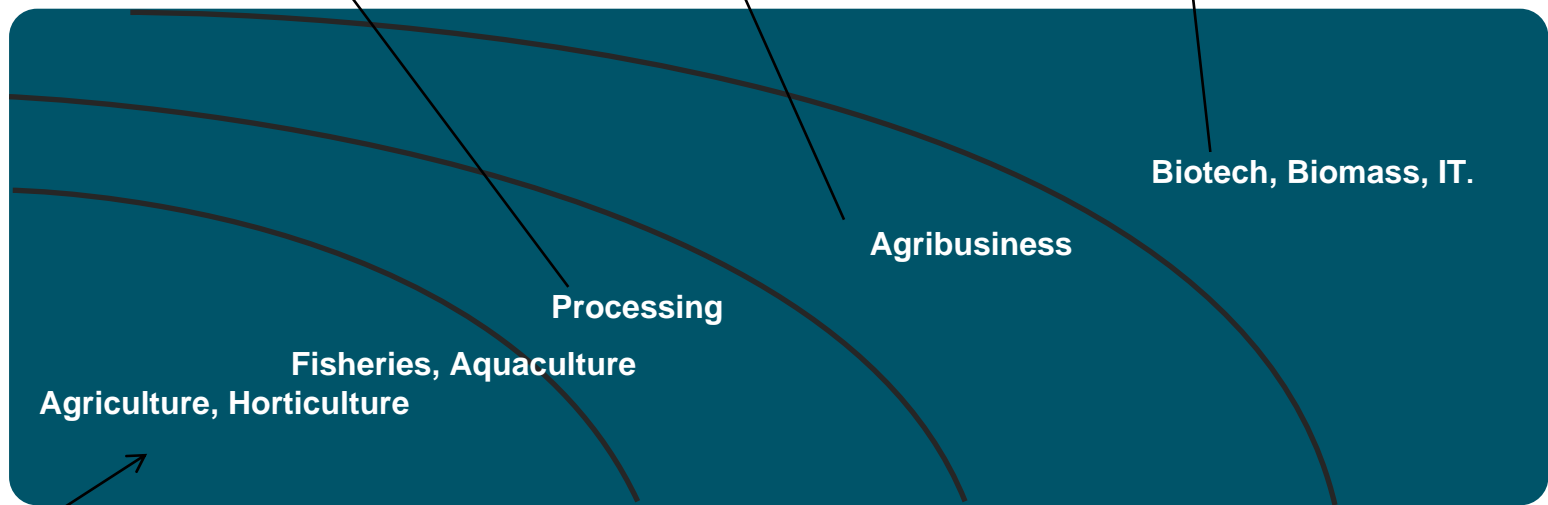 Biotech, Biomass, IT.
Agribusiness
Processing
Fisheries, Aquaculture
Agriculture, Horticulture